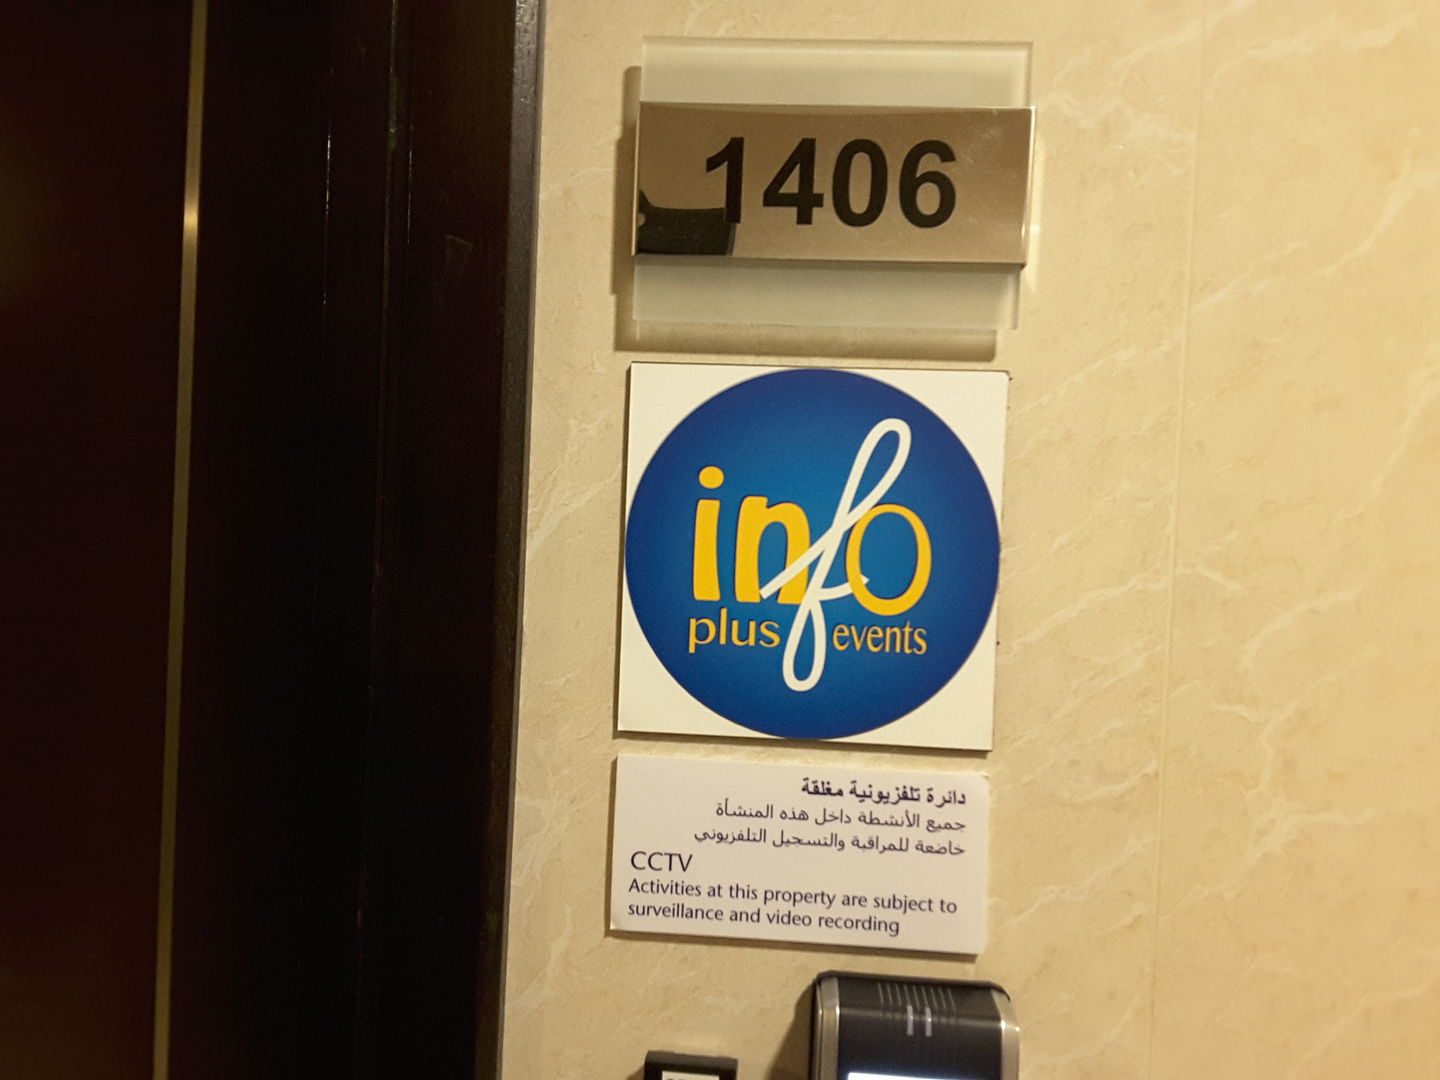 1406
info
plus events
دائرة تلفزيونية مغلقة
جميع الأنشطة داخل هذه المنشأة
خاضعة للمراقبة والتسجيل التلفزيوني
CCTV
Activities at this property are subject to
surveillance and video recording